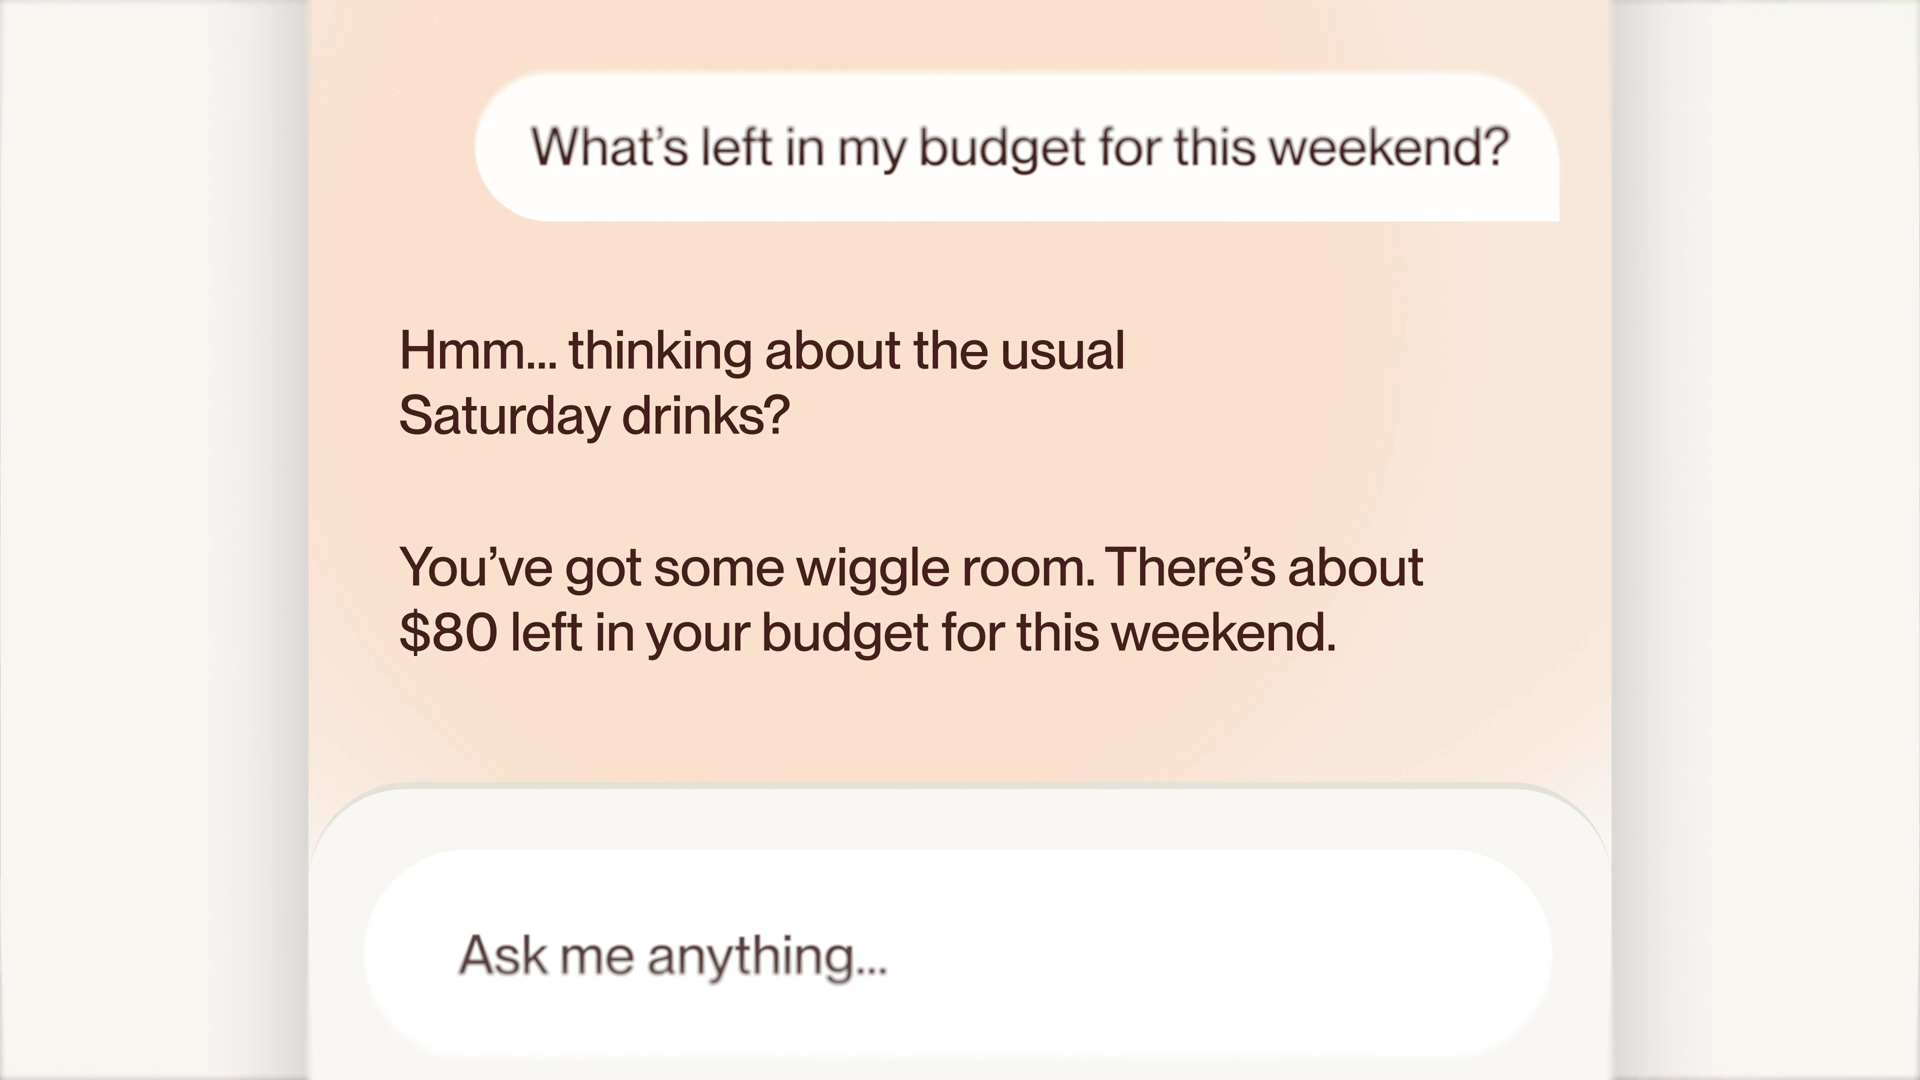 What’s left in my budget for this weekend?
Hmm... thinking about the usual
Saturday drinks?
You’ve got some wiggle room. There’s about
$80 left in your budget for this weekend.
Ask me anything...